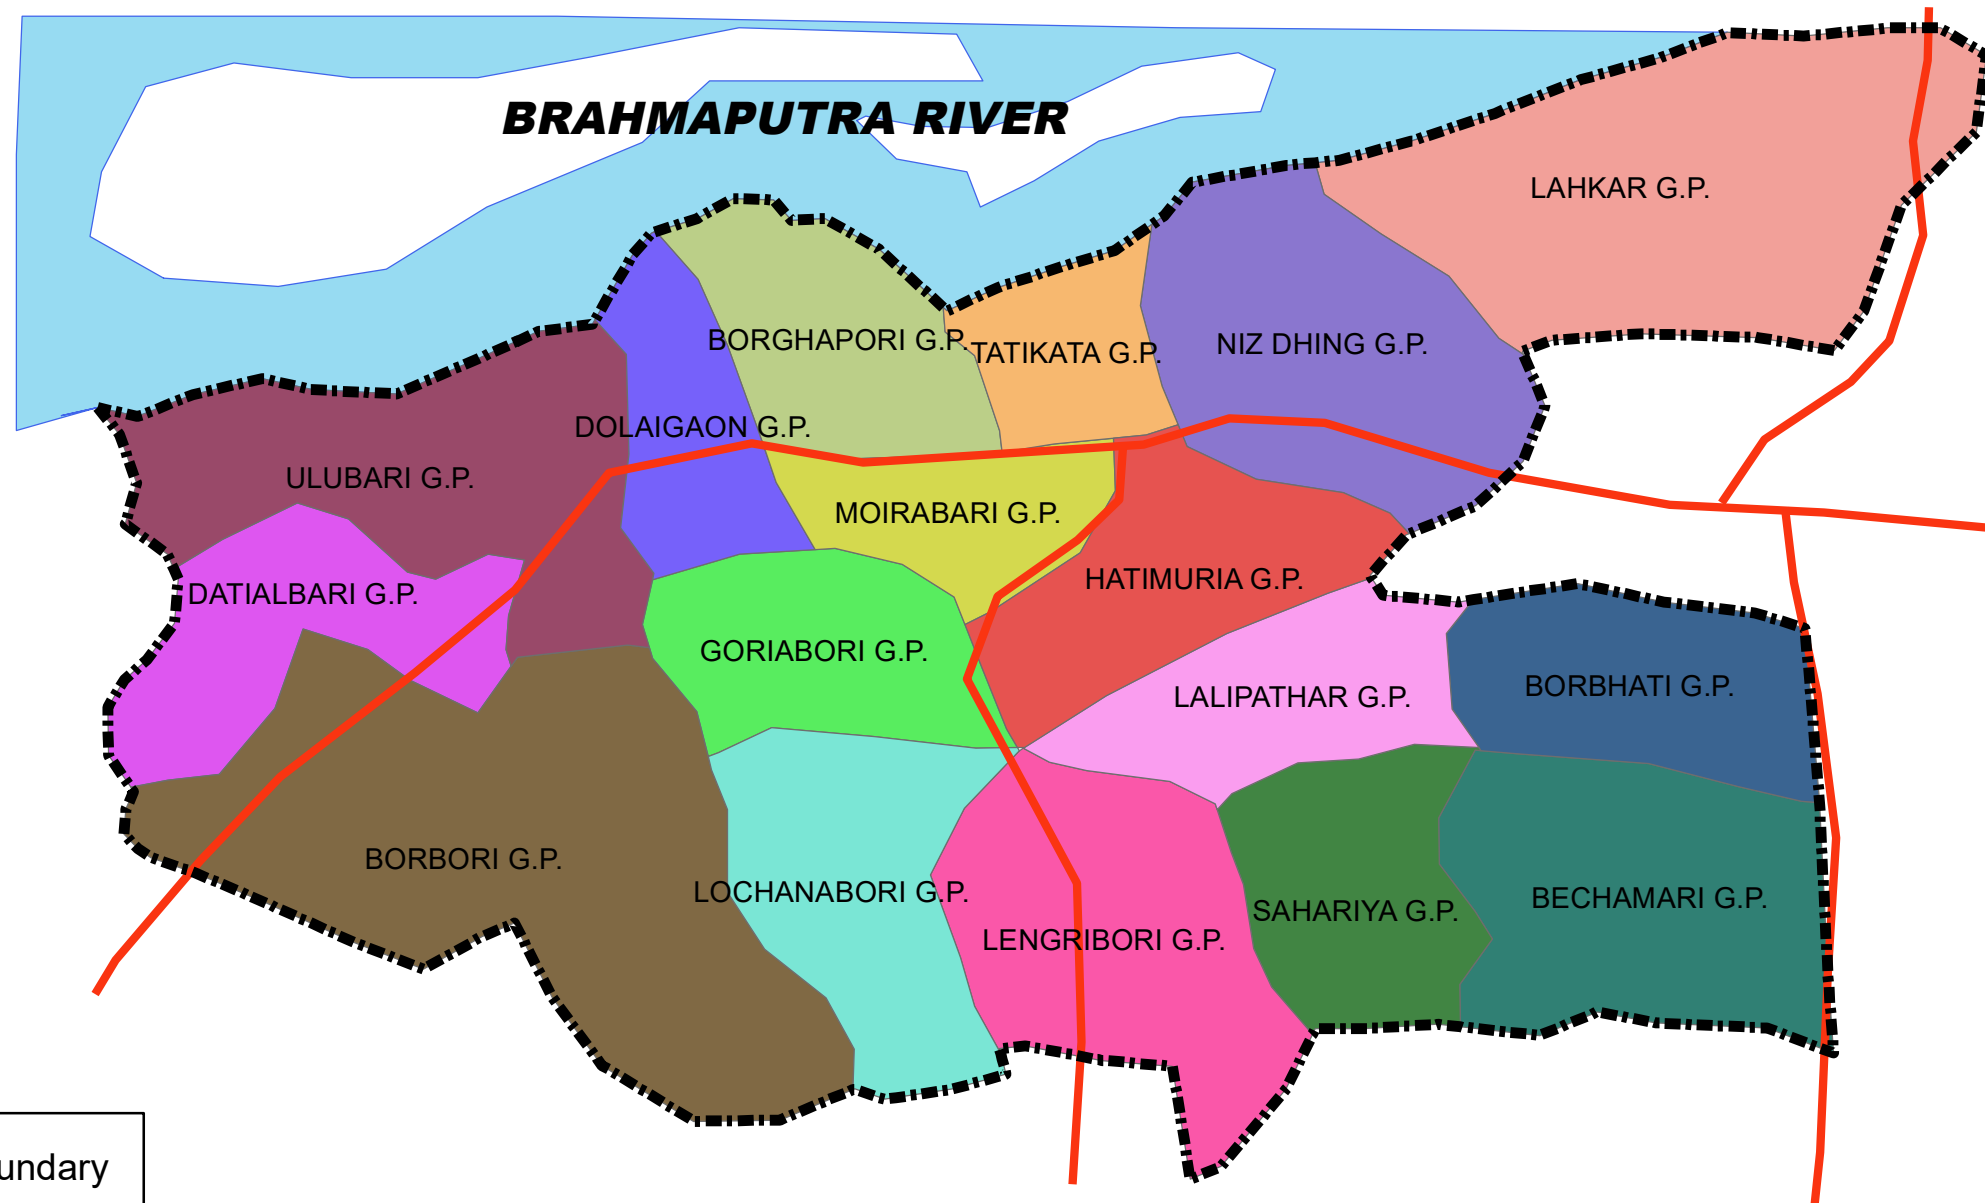 BRAHMAPUTRA RIVER
LAHKAR G.P.
BORGHAPORI G.P.
TATIKATA G.P.
NIZ DHING G.P.
DOLAIGAON G.P.
ULUBARI G.P.
MOIRABARI G.P.
HATIMURIA G.P.
DATIALBARI G.P.
GORIABORI G.P.
LALIPATHAR G.P.
BORBHATI G.P.
BORBORI G.P.
LOCHANABORI G.P.
LENGRIBORI G.P.
SAHARIYA G.P.
BECHAMARI G.P.
undary